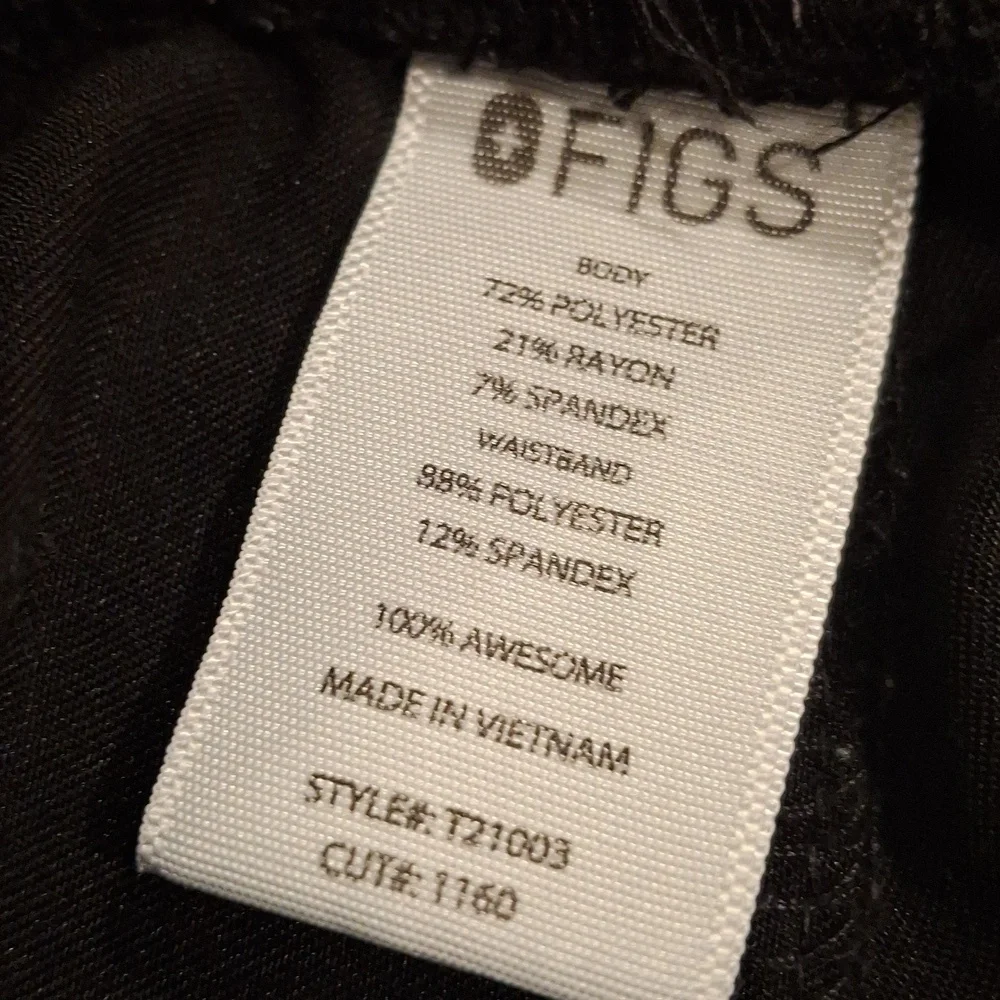 FIGS
BODY
72% POLYESTER
21% RAYON
7% SPANDEX
WAISTBAND
88% POLYESTER
12% SPANDEX
100% AWESOME
MADE IN VIETNAM
STYLE#: T21003
CUT#: 1160